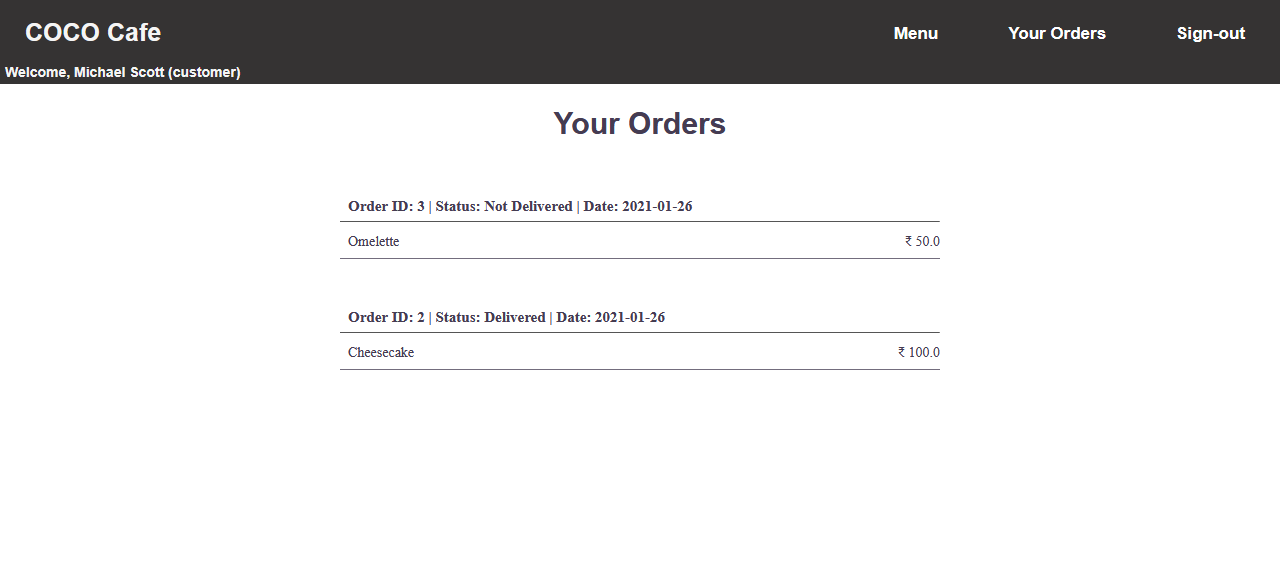 COCO Cafe Menu Your Orders Sign-out
Welcome, Michael Scott (customer)
Your Orders
Order ID: 3 | Status: Not Delivered | Date: 2021-01-26
Omelette ₹ 50.0
Order ID: 2 | Status: Delivered | Date: 2021-01-26
Cheesecake ₹ 100.0